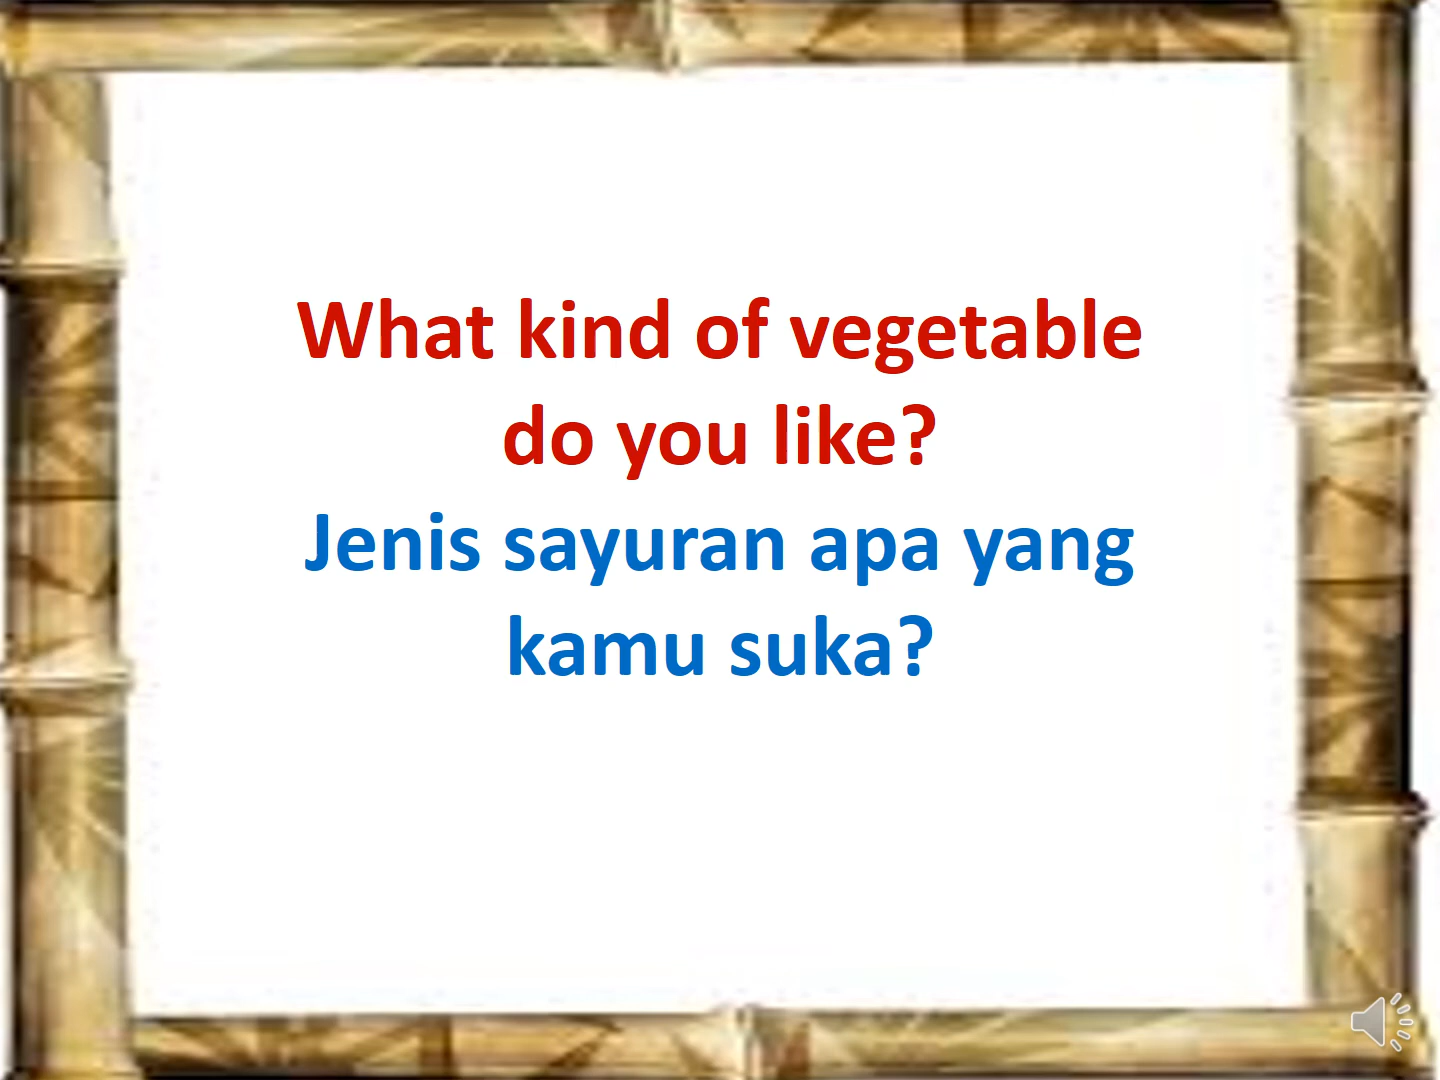 What kind of vegetable
do you like?
Jenis sayuran apa yang
kamu suka?